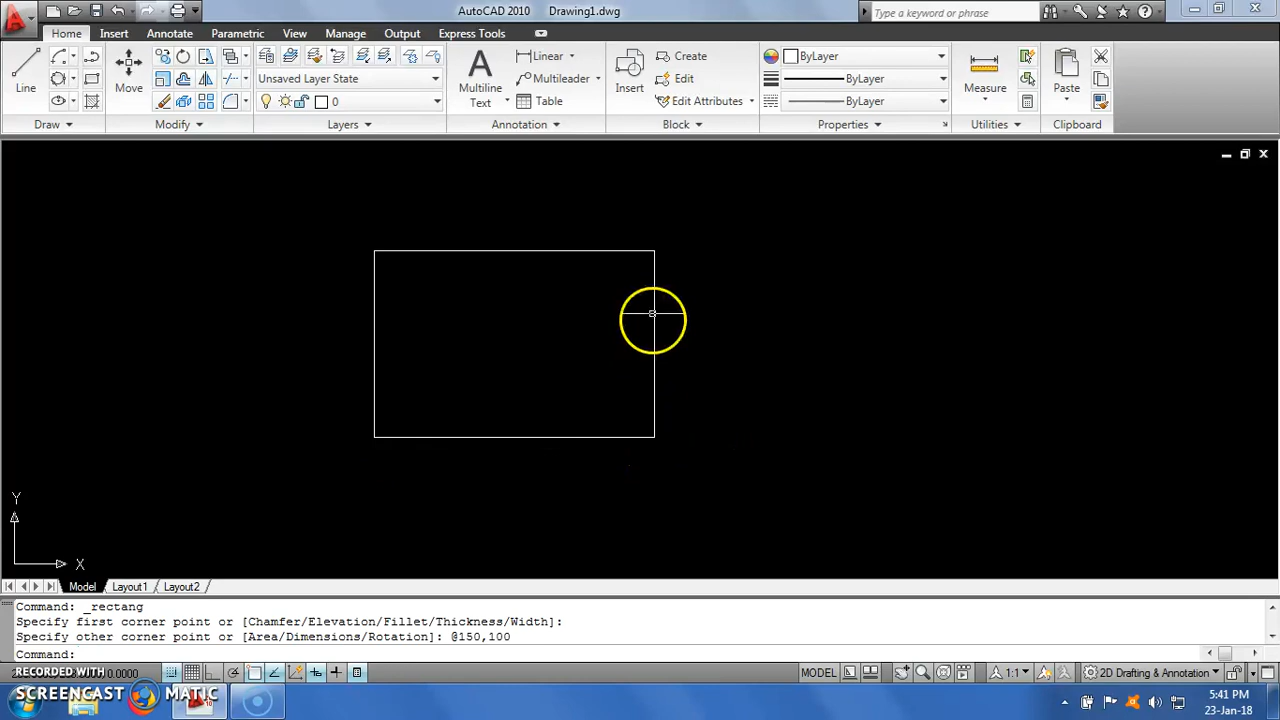 AutoCAD 2010 Drawing1.dwg
Type a keyword or phrase
Home Insert Annotate Parametric View Manage Output Express Tools
Line
Move
Unsaved Layer State
0
Multiline Text
Linear
Multileader
Table
Insert
Create
Edit
Edit Attributes
ByLayer
ByLayer
ByLayer
Measure
Paste
Draw Modify Layers Annotation Block Properties Utilities Clipboard
Y
X
Model Layout1 Layout2
Command: _rectang
Specify first corner point or [Chamfer/Elevation/Fillet/Thickness/Width]:
Specify other corner point or [Area/Dimensions/Rotation]: @150,100
Command:
RECORDED WITH
0.0000
MODEL 1:1 2D Drafting & Annotation
SCREENCAST MATIC
5:41 PM
23-Jan-18